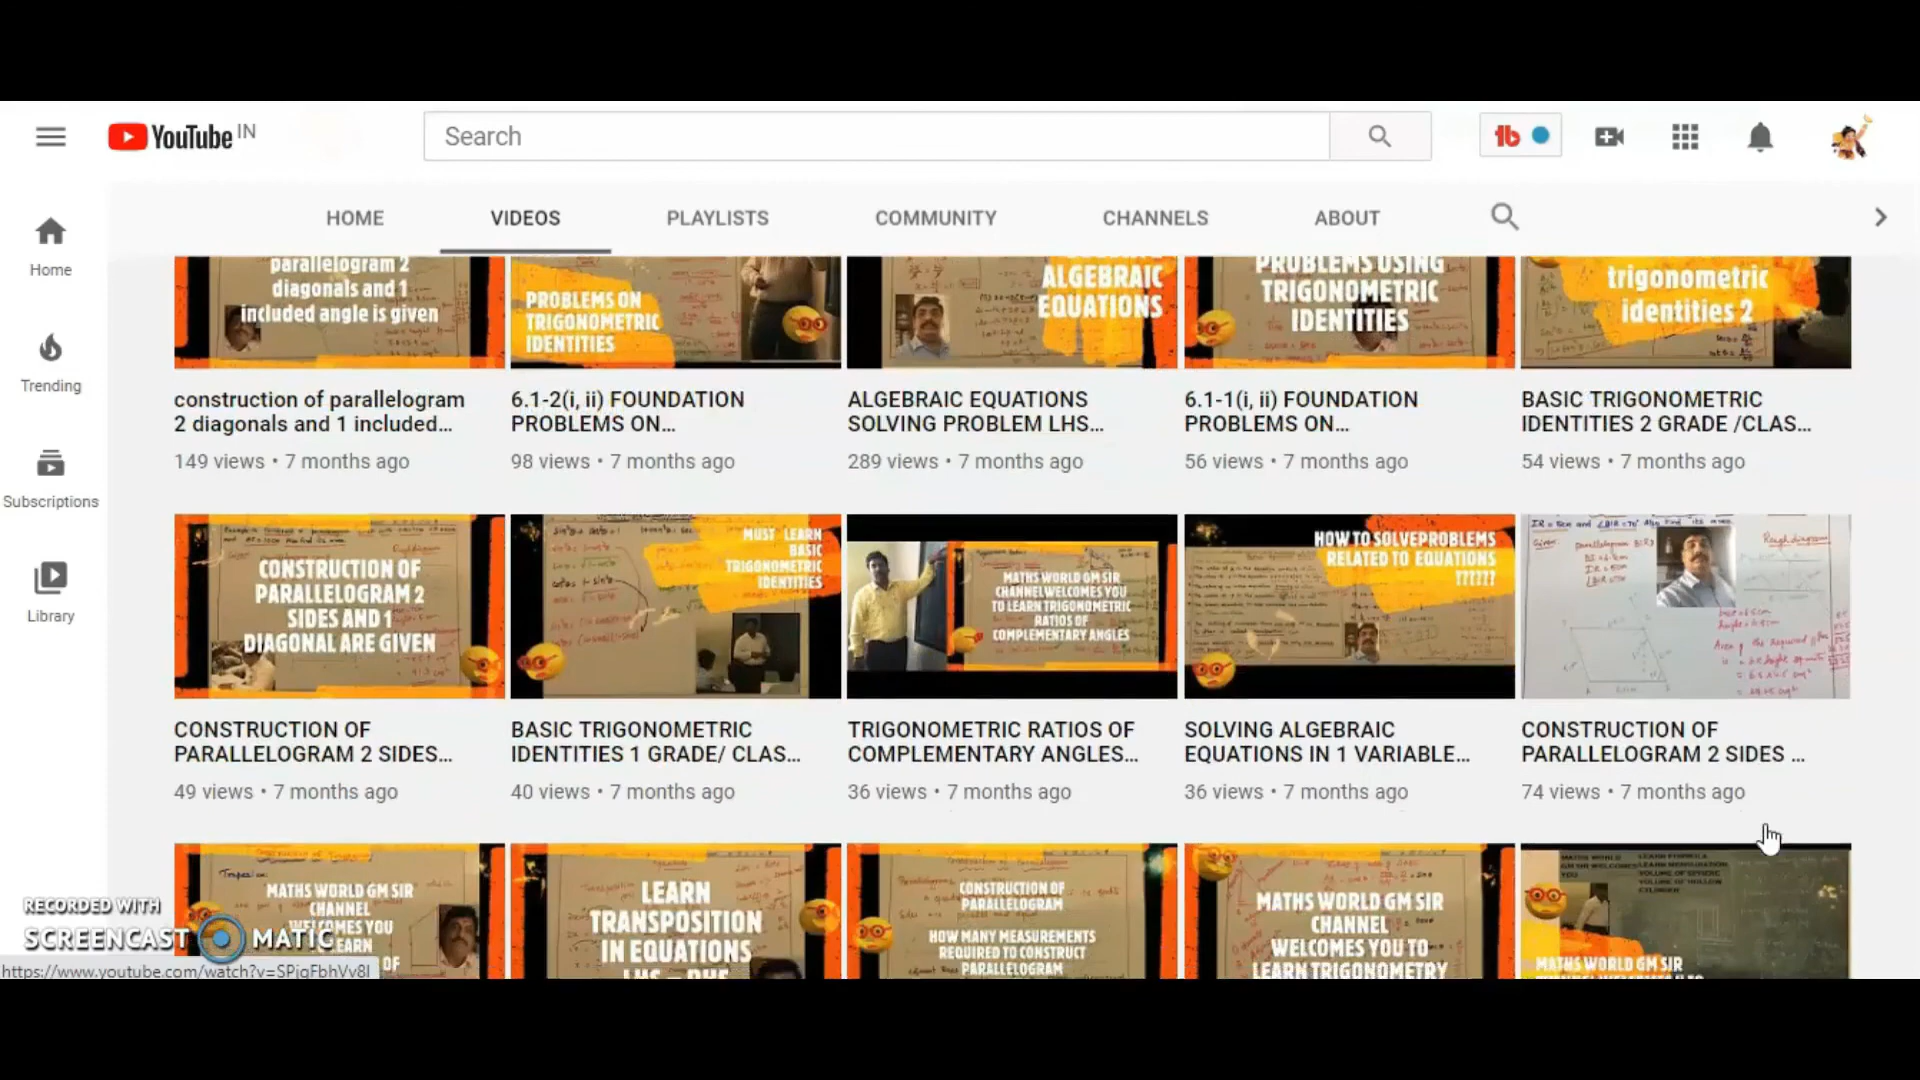 YouTube IN
Search
HOME VIDEOS PLAYLISTS COMMUNITY CHANNELS ABOUT
Home
Trending
Subscriptions
Library
parallelogram 2
diagonals and 1
included angle is given
PROBLEMS ON
TRIGONOMETRIC
IDENTITIES
ALGEBRAIC
EQUATIONS
PROBLEMS USING
TRIGONOMETRIC
IDENTITIES
trigonometric
identities 2
construction of parallelogram
2 diagonals and 1 included...
149 views • 7 months ago
6.1-2(i, ii) FOUNDATION
PROBLEMS ON...
98 views • 7 months ago
ALGEBRAIC EQUATIONS
SOLVING PROBLEM LHS...
289 views • 7 months ago
6.1-1(i, ii) FOUNDATION
PROBLEMS ON...
56 views • 7 months ago
BASIC TRIGONOMETRIC
IDENTITIES 2 GRADE /CLAS...
54 views • 7 months ago
CONSTRUCTION OF
PARALLELOGRAM 2
SIDES AND 1
DIAGONAL ARE GIVEN
MUST LEARN
BASIC
TRIGONOMETRIC
IDENTITIES
MATHS WORLD GM SIR
CHANNELWELCOMES YOU
TO LEARN TRIGONOMETRIC
RATIOS OF
COMPLEMENTARY ANGLES
HOW TO SOLVEPROBLEMS
RELATED TO EQUATIONS
??????
Rough diagram
CONSTRUCTION OF
PARALLELOGRAM 2 SIDES...
49 views • 7 months ago
BASIC TRIGONOMETRIC
IDENTITIES 1 GRADE/ CLAS...
40 views • 7 months ago
TRIGONOMETRIC RATIOS OF
COMPLEMENTARY ANGLES...
36 views • 7 months ago
SOLVING ALGEBRAIC
EQUATIONS IN 1 VARIABLE...
36 views • 7 months ago
CONSTRUCTION OF
PARALLELOGRAM 2 SIDES ...
74 views • 7 months ago
MATHS WORLD GM SIR
CHANNEL
WELCOMES YOU
LEARN
OF
LEARN
TRANSPOSITION
IN EQUATIONS
CONSTRUCTION OF
PARALLELOGRAM
HOW MANY MEASUREMENTS
REQUIRED TO CONSTRUCT
PARALLELOGRAM
MATHS WORLD GM SIR
CHANNEL
WELCOMES YOU TO
LEARN TRIGONOMETRY
MATHS WORLD GM SIR
RECORDED WITH
SCREENCAST MATIC